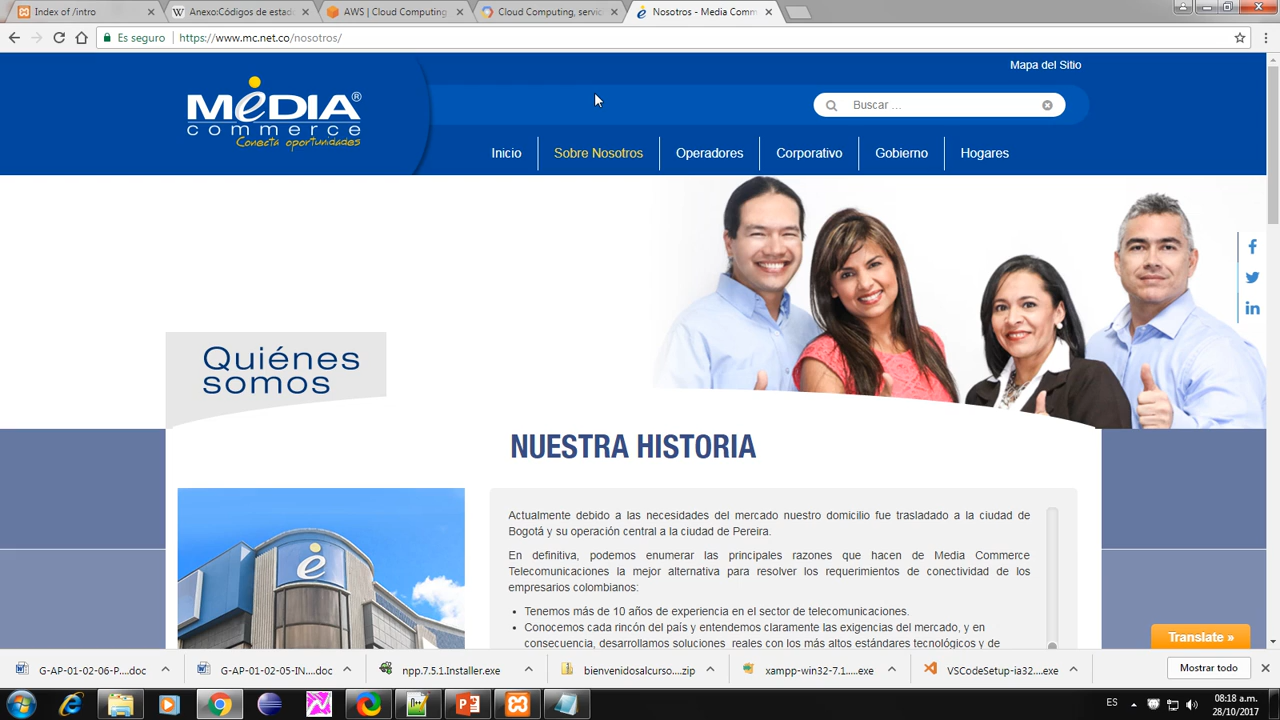 Index of /intro
Anexo:Códigos de estad
AWS | Cloud Computing
Cloud Computing, servic
Nosotros - Media Comm
Es seguro
https://www.mc.net.co/nosotros/
Mapa del Sitio
MéDIA®
commerce
Conecta oportunidades
Buscar ...
Inicio
Sobre Nosotros
Operadores
Corporativo
Gobierno
Hogares
Quiénes
somos
NUESTRA HISTORIA
Actualmente debido a las necesidades del mercado nuestro domicilio fue trasladado a la ciudad de
Bogotá y su operación central a la ciudad de Pereira.
En definitiva, podemos enumerar las principales razones que hacen de Media Commerce
Telecomunicaciones la mejor alternativa para resolver los requerimientos de conectividad de los
empresarios colombianos:
• Tenemos más de 10 años de experiencia en el sector de telecomunicaciones.
• Conocemos cada rincón del país y entendemos claramente las exigencias del mercado, y en
consecuencia, desarrollamos soluciones reales con los más altos estándares tecnológicos y de
Translate »
G-AP-01-02-06-P....doc
G-AP-01-02-05-IN....doc
npp.7.5.1.Installer.exe
bienvenidosalcurso....zip
xampp-win32-7.1.....exe
VSCodeSetup-ia32....exe
Mostrar todo
ES
08:18 a.m.
28/10/2017